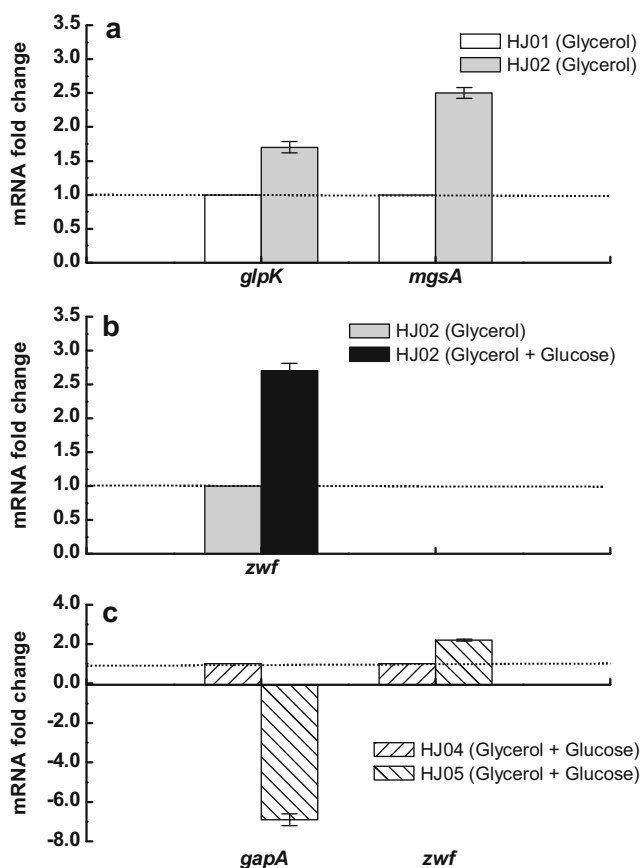 a
HJ01 (Glycerol)
HJ02 (Glycerol)
mRNA fold change
3.5
3.0
2.5
2.0
1.5
1.0
0.5
0.0
glpK mgsA
b
HJ02 (Glycerol)
HJ02 (Glycerol + Glucose)
mRNA fold change
3.5
3.0
2.5
2.0
1.5
1.0
0.5
0.0
zwf
c
mRNA fold change
4.0
2.0
0.0
-2.0
-4.0
-6.0
-8.0
HJ04 (Glycerol + Glucose)
HJ05 (Glycerol + Glucose)
gapA zwf